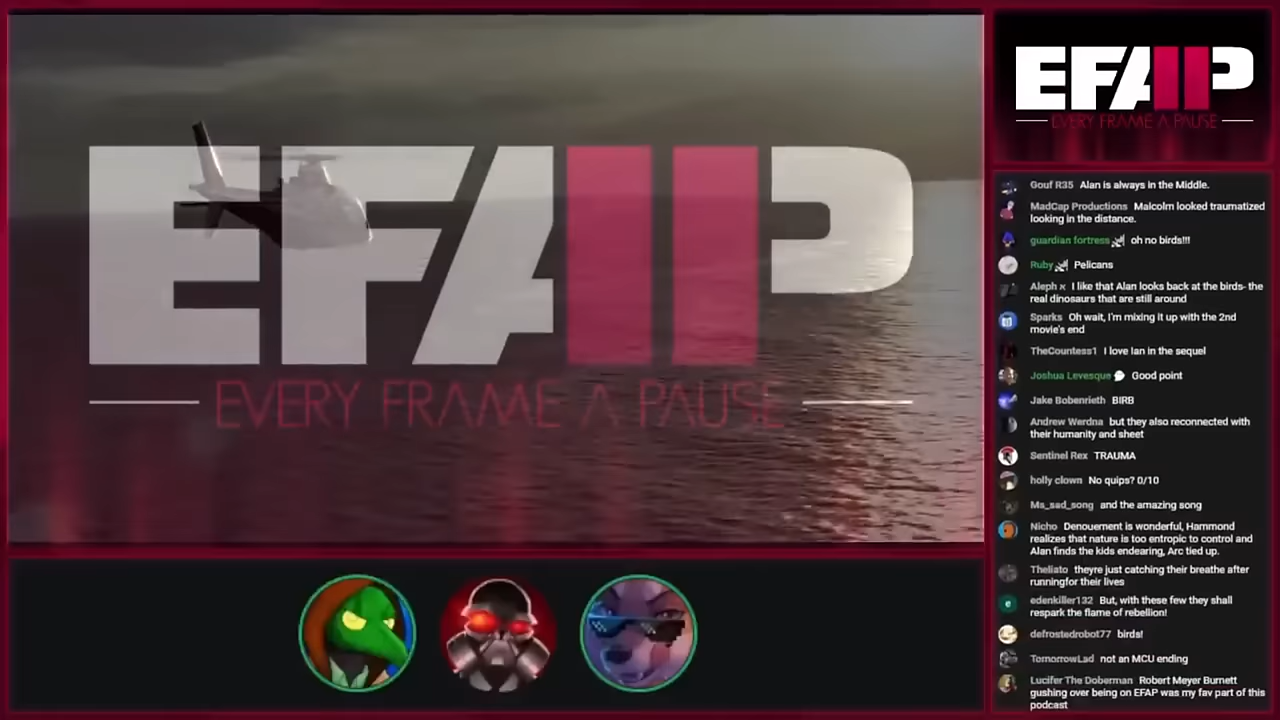 EFAP
EVERY FRAME A PAUSE
EFAP
EVERY FRAME A PAUSE
Gouf R35 Alan is always in the Middle.
MadCap Productions Malcolm looked traumatized
looking in the distance.
guardian fortress oh no birds!!!
Ruby Pelicans
Aleph א I like that Alan looks back at the birds- the
real dinosaurs that are still around
Sparks Oh wait, I'm mixing it up with the 2nd
movie's end
TheCountess1 I love Ian in the sequel
Joshua Levesque Good point
Jake Bobenrieth BIRB
Andrew Werdna but they also reconnected with
their humanity and sheet
Sentinel Rex TRAUMA
holly clown No quips? 0/10
Ms_sad_song and the amazing song
Nicho Denouement is wonderful, Hammond
realizes that nature is too entropic to control and
Alan finds the kids endearing, Arc tied up.
Theliato theyre just catching their breathe after
runningfor their lives
e edenkiller132 But, with these few they shall
respark the flame of rebellion!
defrostedrobot77 birds!
TomorrowLad not an MCU ending
Lucifer The Doberman Robert Meyer Burnett
gushing over being on EFAP was my fav part of this
podcast